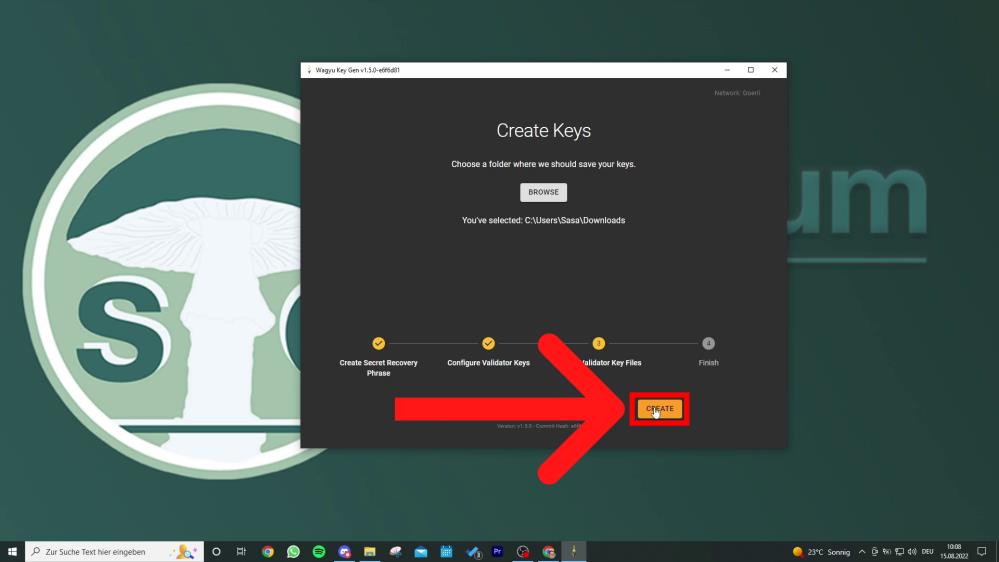 Wagyu Key Gen v1.5.0-e6f6d81
Network: Goerli
Create Keys
Choose a folder where we should save your keys.
BROWSE
You've selected: C:\Users\Sasa\Downloads
um
S
3
4
Create Secret Recovery
Phrase
Configure Validator Keys
Validator Key Files
Finish
CREATE
Version: v1.5.0 - Commit Hash:
Zur Suche Text hier eingeben
Pr
23°C Sonnig
DEU
10:08
15.08.2022